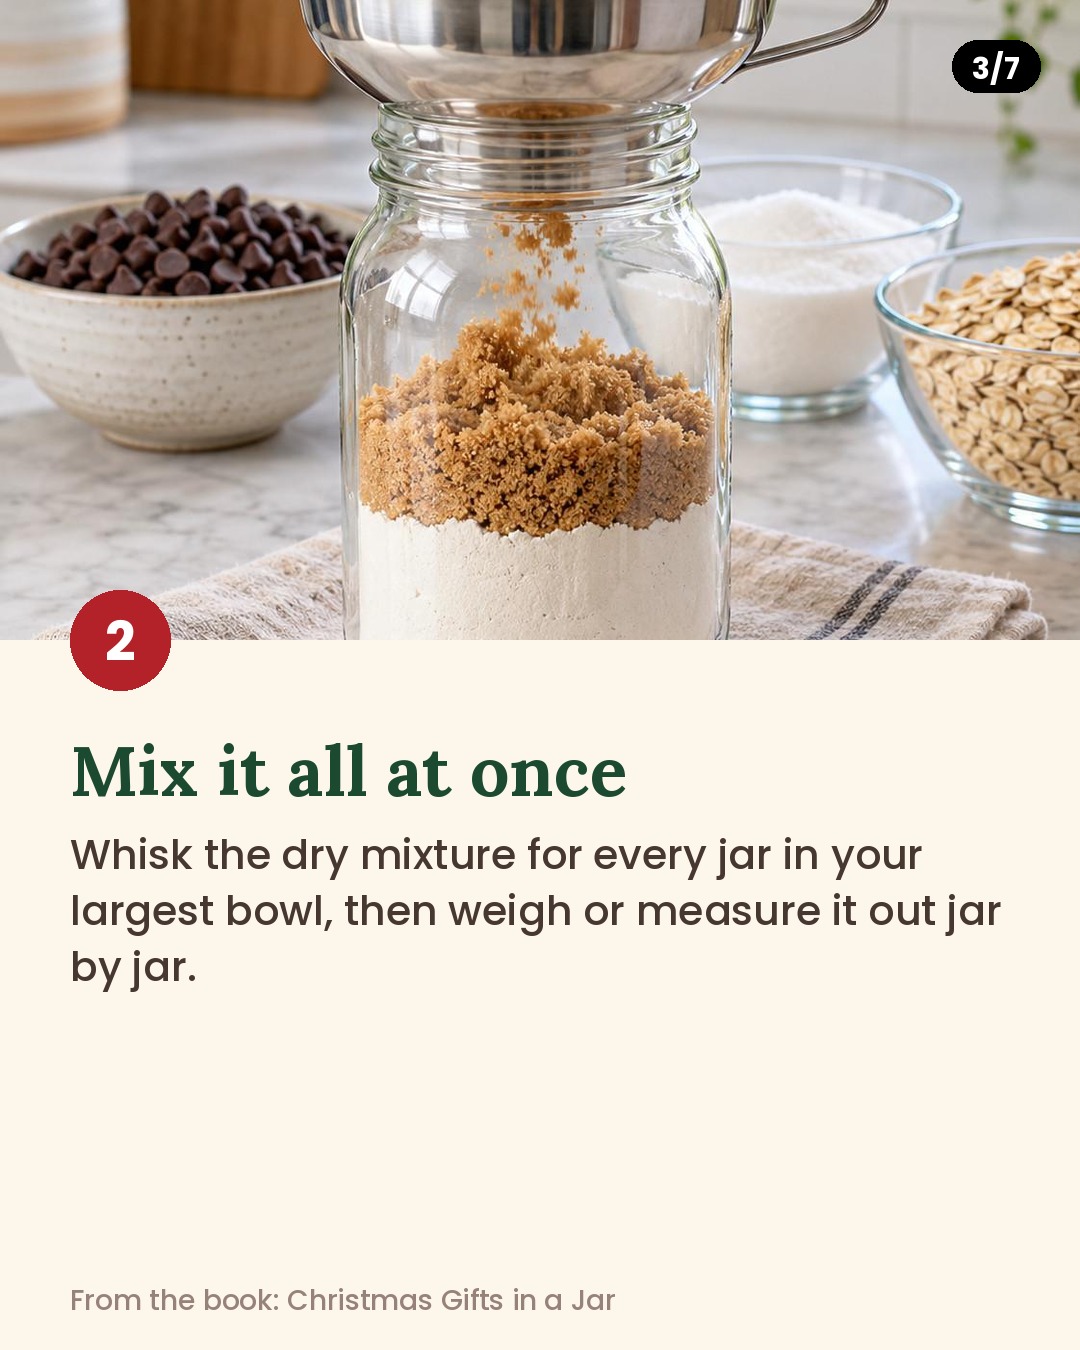 3/7
2
Mix it all at once
Whisk the dry mixture for every jar in your
largest bowl, then weigh or measure it out jar
by jar.
From the book: Christmas Gifts in a Jar